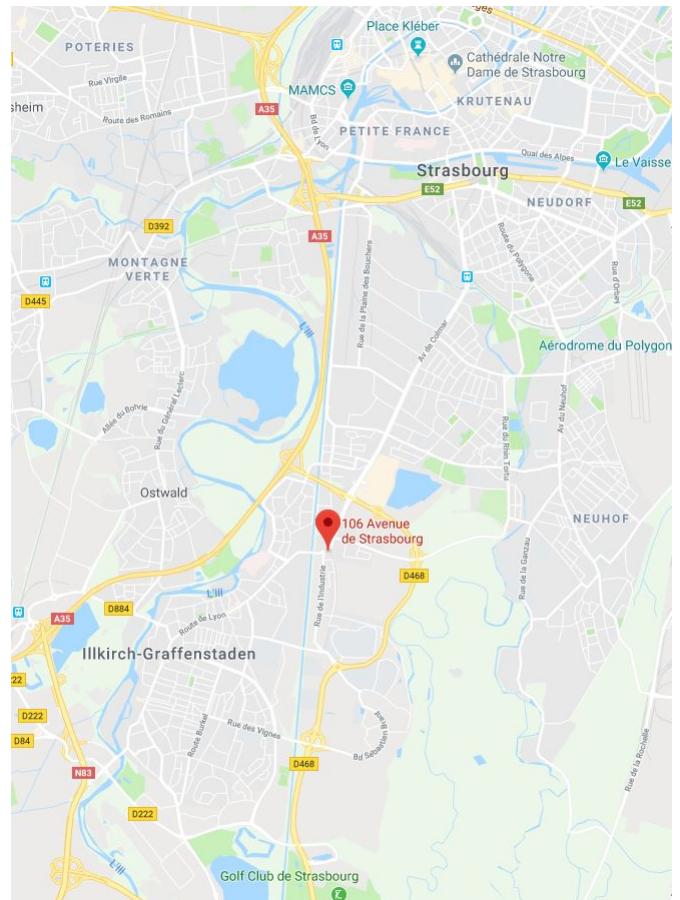 Place Kléber
POTERIES
Cathédrale Notre
Dame de Strasbourg
Rue Virgile
MAMCS
KRUTENAU
sheim
A35
Route des Romains
Bd de Lyon
PETITE FRANCE
Quai des Alpes
Le Vaisse
Strasbourg
E52
NEUDORF
E52
D392
A35
Route du Polygone
MONTAGNE
VERTE
Rue de la Plaine des Bouchers
Rue d'Orbey
D445
L'Ill
Av de Colmar
Aérodrome du Polygon
Allée du Bohrie
Rue du Général Leclerc
Rue du Rhin Tortu
Av du Neuhof
Ostwald
106 Avenue
de Strasbourg
NEUHOF
Rue de l'Industrie
D468
Rue de la Ganzau
L'Ill
D884
A35
Route de Lyon
Illkirch-Graffenstaden
22
D222
Route Burkel
Rue des Vignes
Bd Sébastien Brant
D84
D468
N83
Rue de la Rochelle
D222
L'Ill
Golf Club de Strasbourg